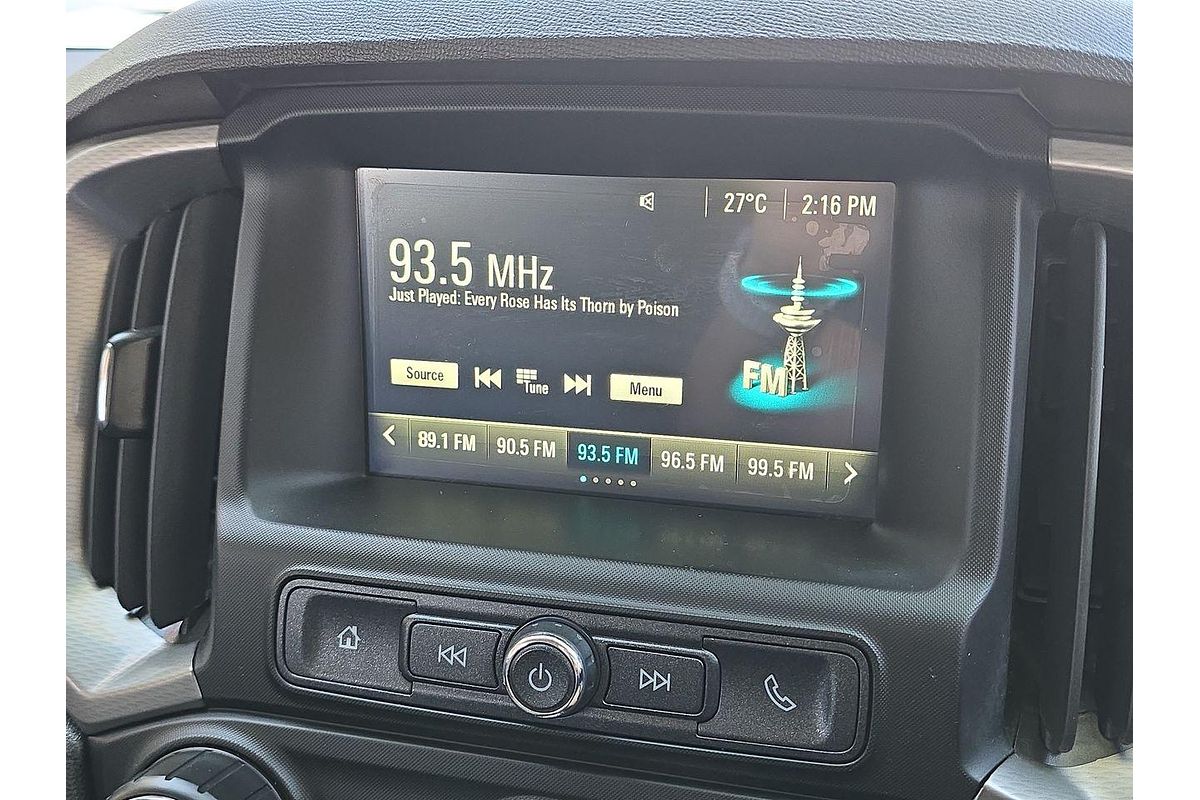 27°C 2:16 PM
93.5 MHz
Just Played: Every Rose Has Its Thorn by Poison
Source Tune Menu
FM
89.1 FM 90.5 FM 93.5 FM 96.5 FM 99.5 FM